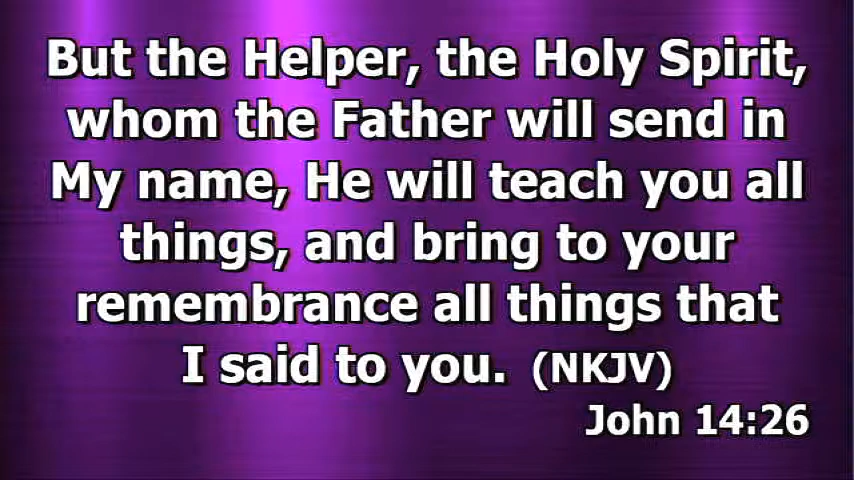 But the Helper, the Holy Spirit,
whom the Father will send in
My name, He will teach you all
things, and bring to your
remembrance all things that
I said to you. (NKJV)
John 14:26